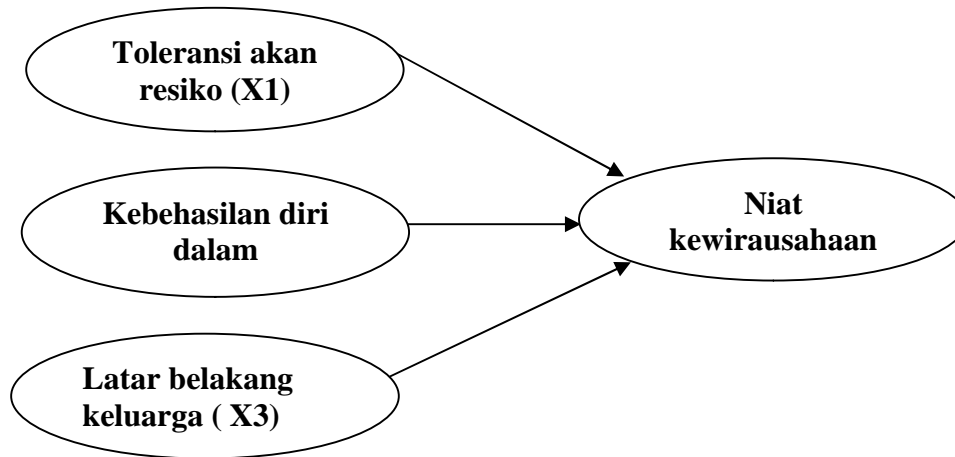 Toleransi akan
resiko (X1)
Kebehasilan diri
dalam
Niat
kewirausahaan
Latar belakang
keluarga ( X3)